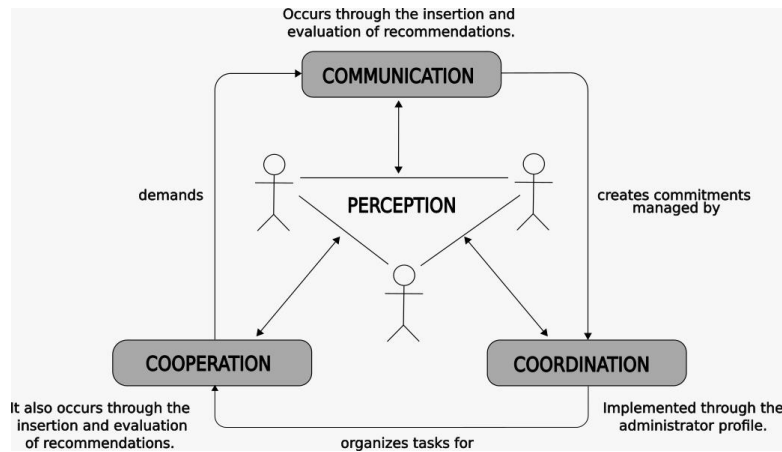 Occurs through the insertion and
evaluation of recommendations.
COMMUNICATION
demands
PERCEPTION
creates commitments
managed by
COOPERATION
COORDINATION
It also occurs through the
insertion and evaluation
of recommendations.
organizes tasks for
Implemented through the
administrator profile.